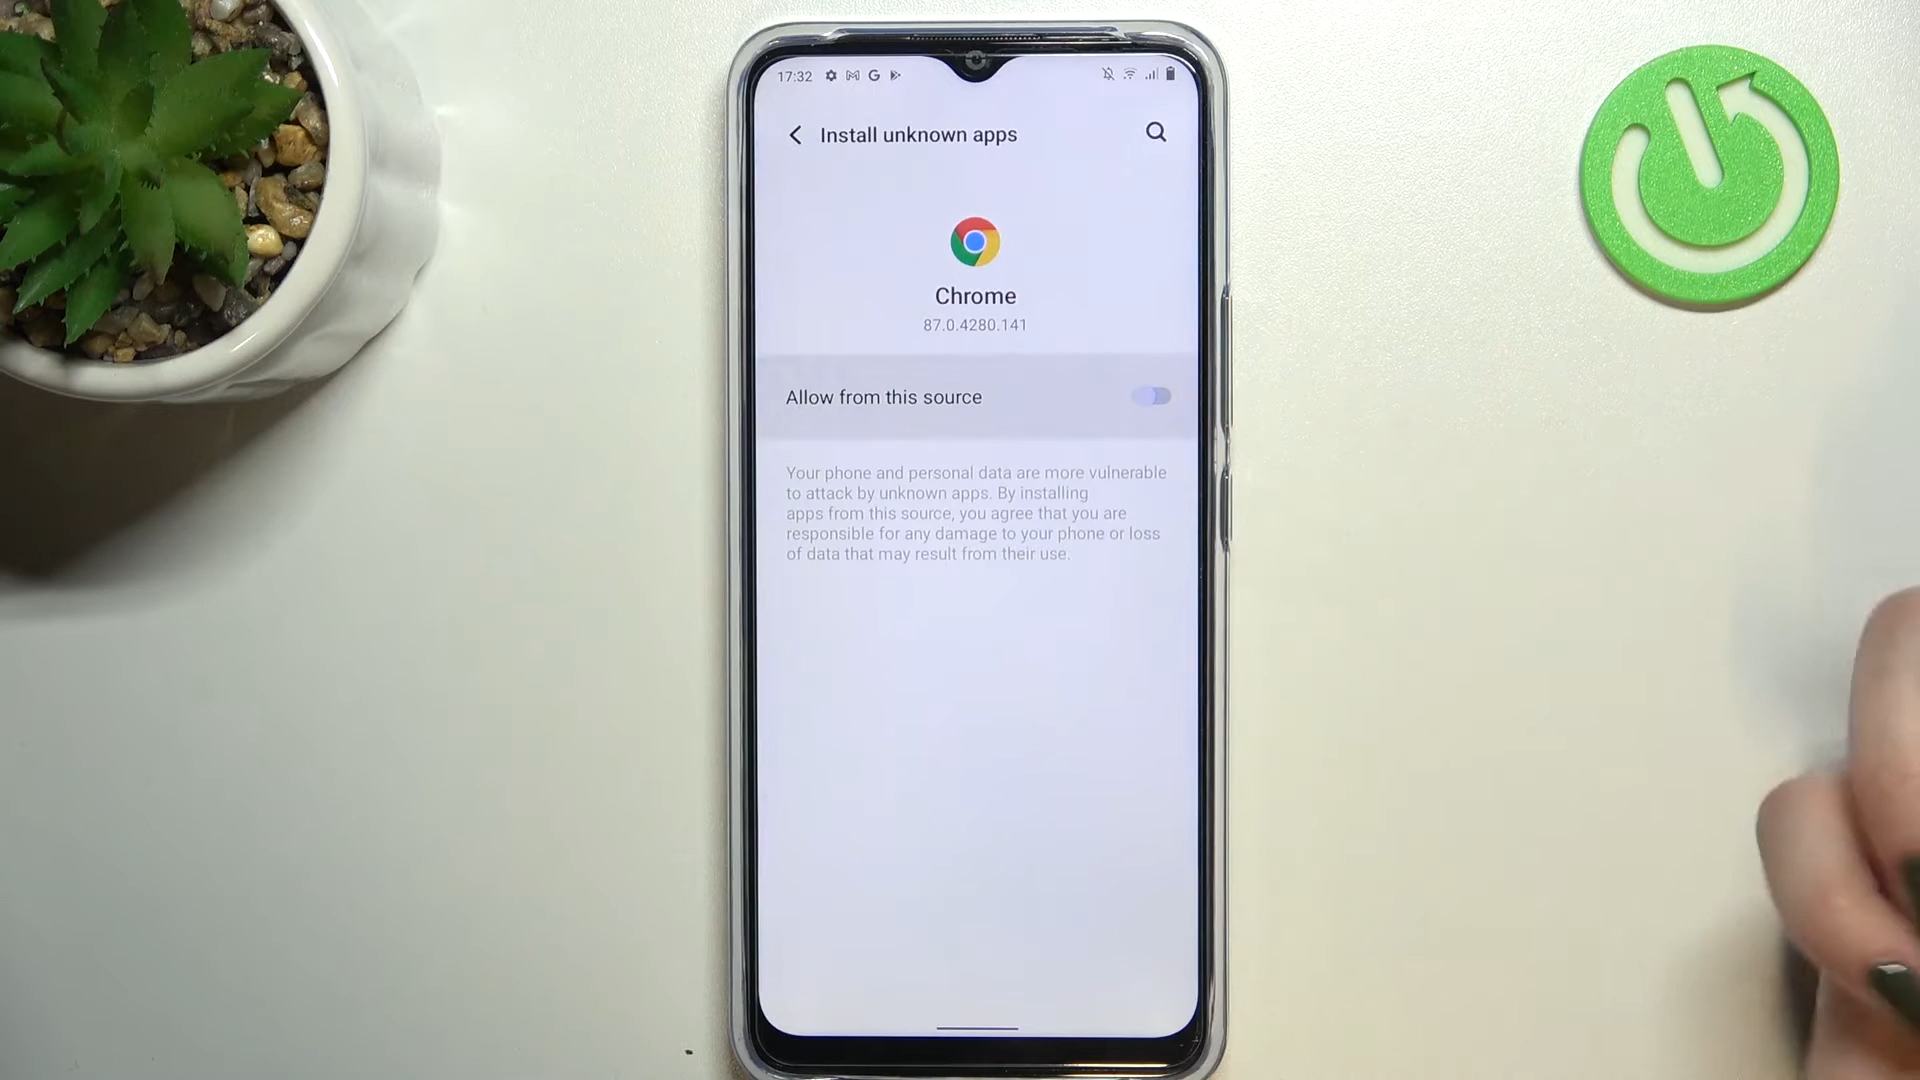 17:32
Install unknown apps
Chrome
87.0.4280.141
Allow from this source
Your phone and personal data are more vulnerable
to attack by unknown apps. By installing
apps from this source, you agree that you are
responsible for any damage to your phone or loss
of data that may result from their use.